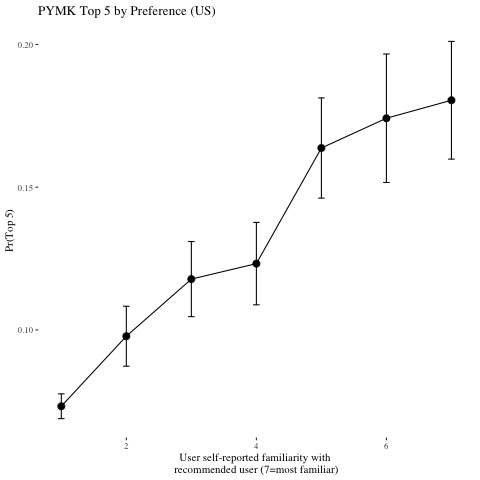 PYMK Top 5 by Preference (US)
0.20
0.15
0.10
Pr(Top 5)
2
4
6
User self-reported familiarity with
recommended user (7=most familiar)